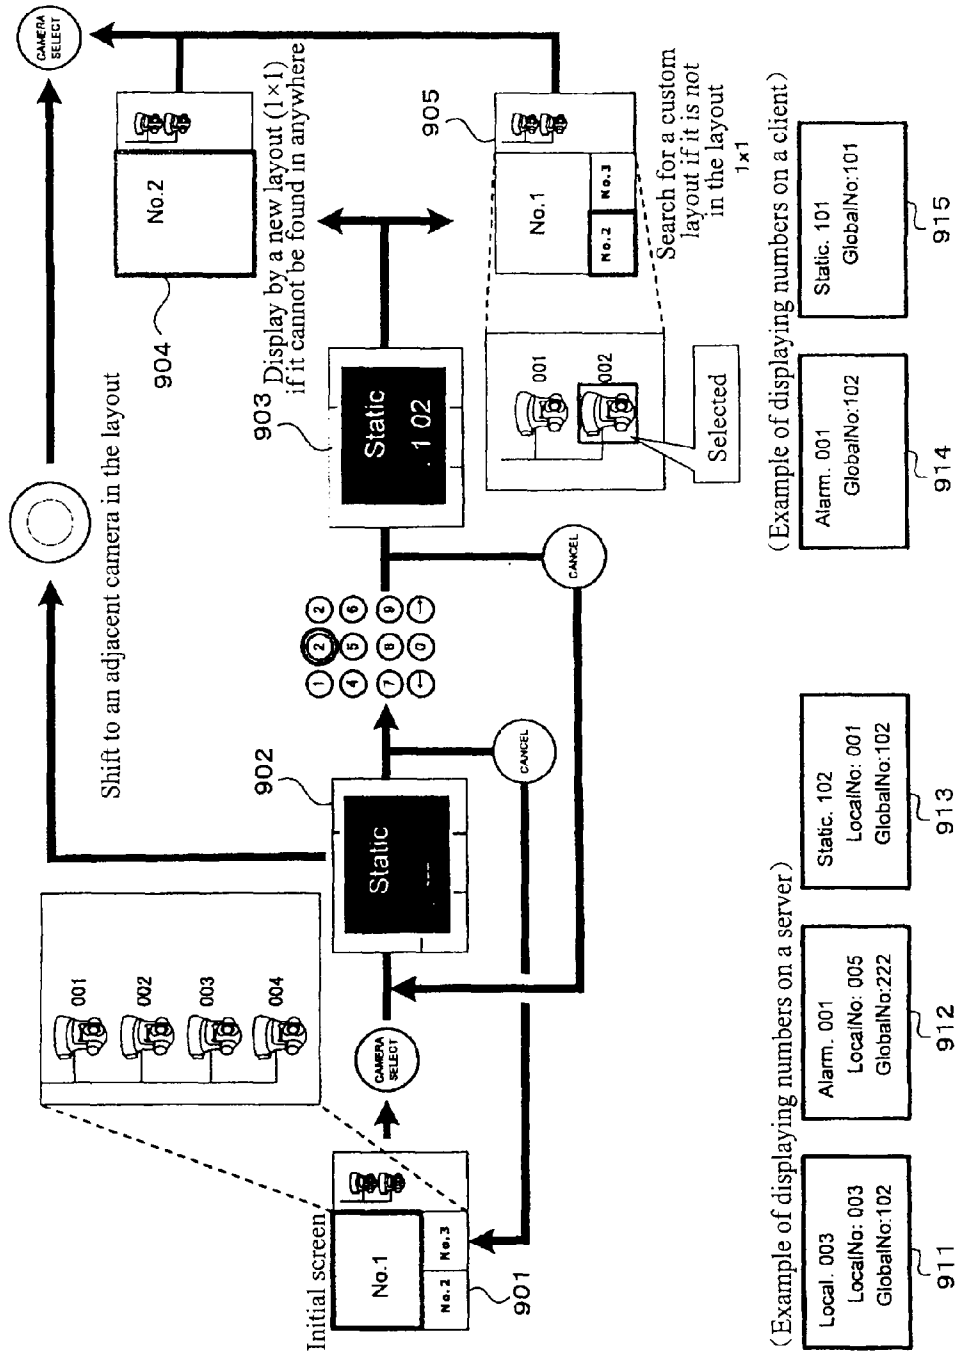 Initial screen
No.1
No.2
No.3
901
001
002
003
004
CAMERA
SELECT
Static
902
CANCEL
Shift to an adjacent camera in the layout
1 2 2
4 5 6
7 8 9
← 0 →
CANCEL
Static
.1 02
903
Display by a new layout (1×1)
if it cannot be found in anywhere
No.2
904
CAMERA
SELECT
001
002
Selected
No.1
No.2
No.3
905
Search for a custom
layout if it is not
in the layout
1x1
(Example of displaying numbers on a server)
Local. 003
LocalNo: 003
GlobalNo:102
911
Alarm. 001
LocalNo: 005
GlobalNo:222
912
Static. 102
LocalNo: 001
GlobalNo:102
913
(Example of displaying numbers on a client)
Alarm. 001
GlobalNo:102
914
Static. 101
GlobalNo:101
915